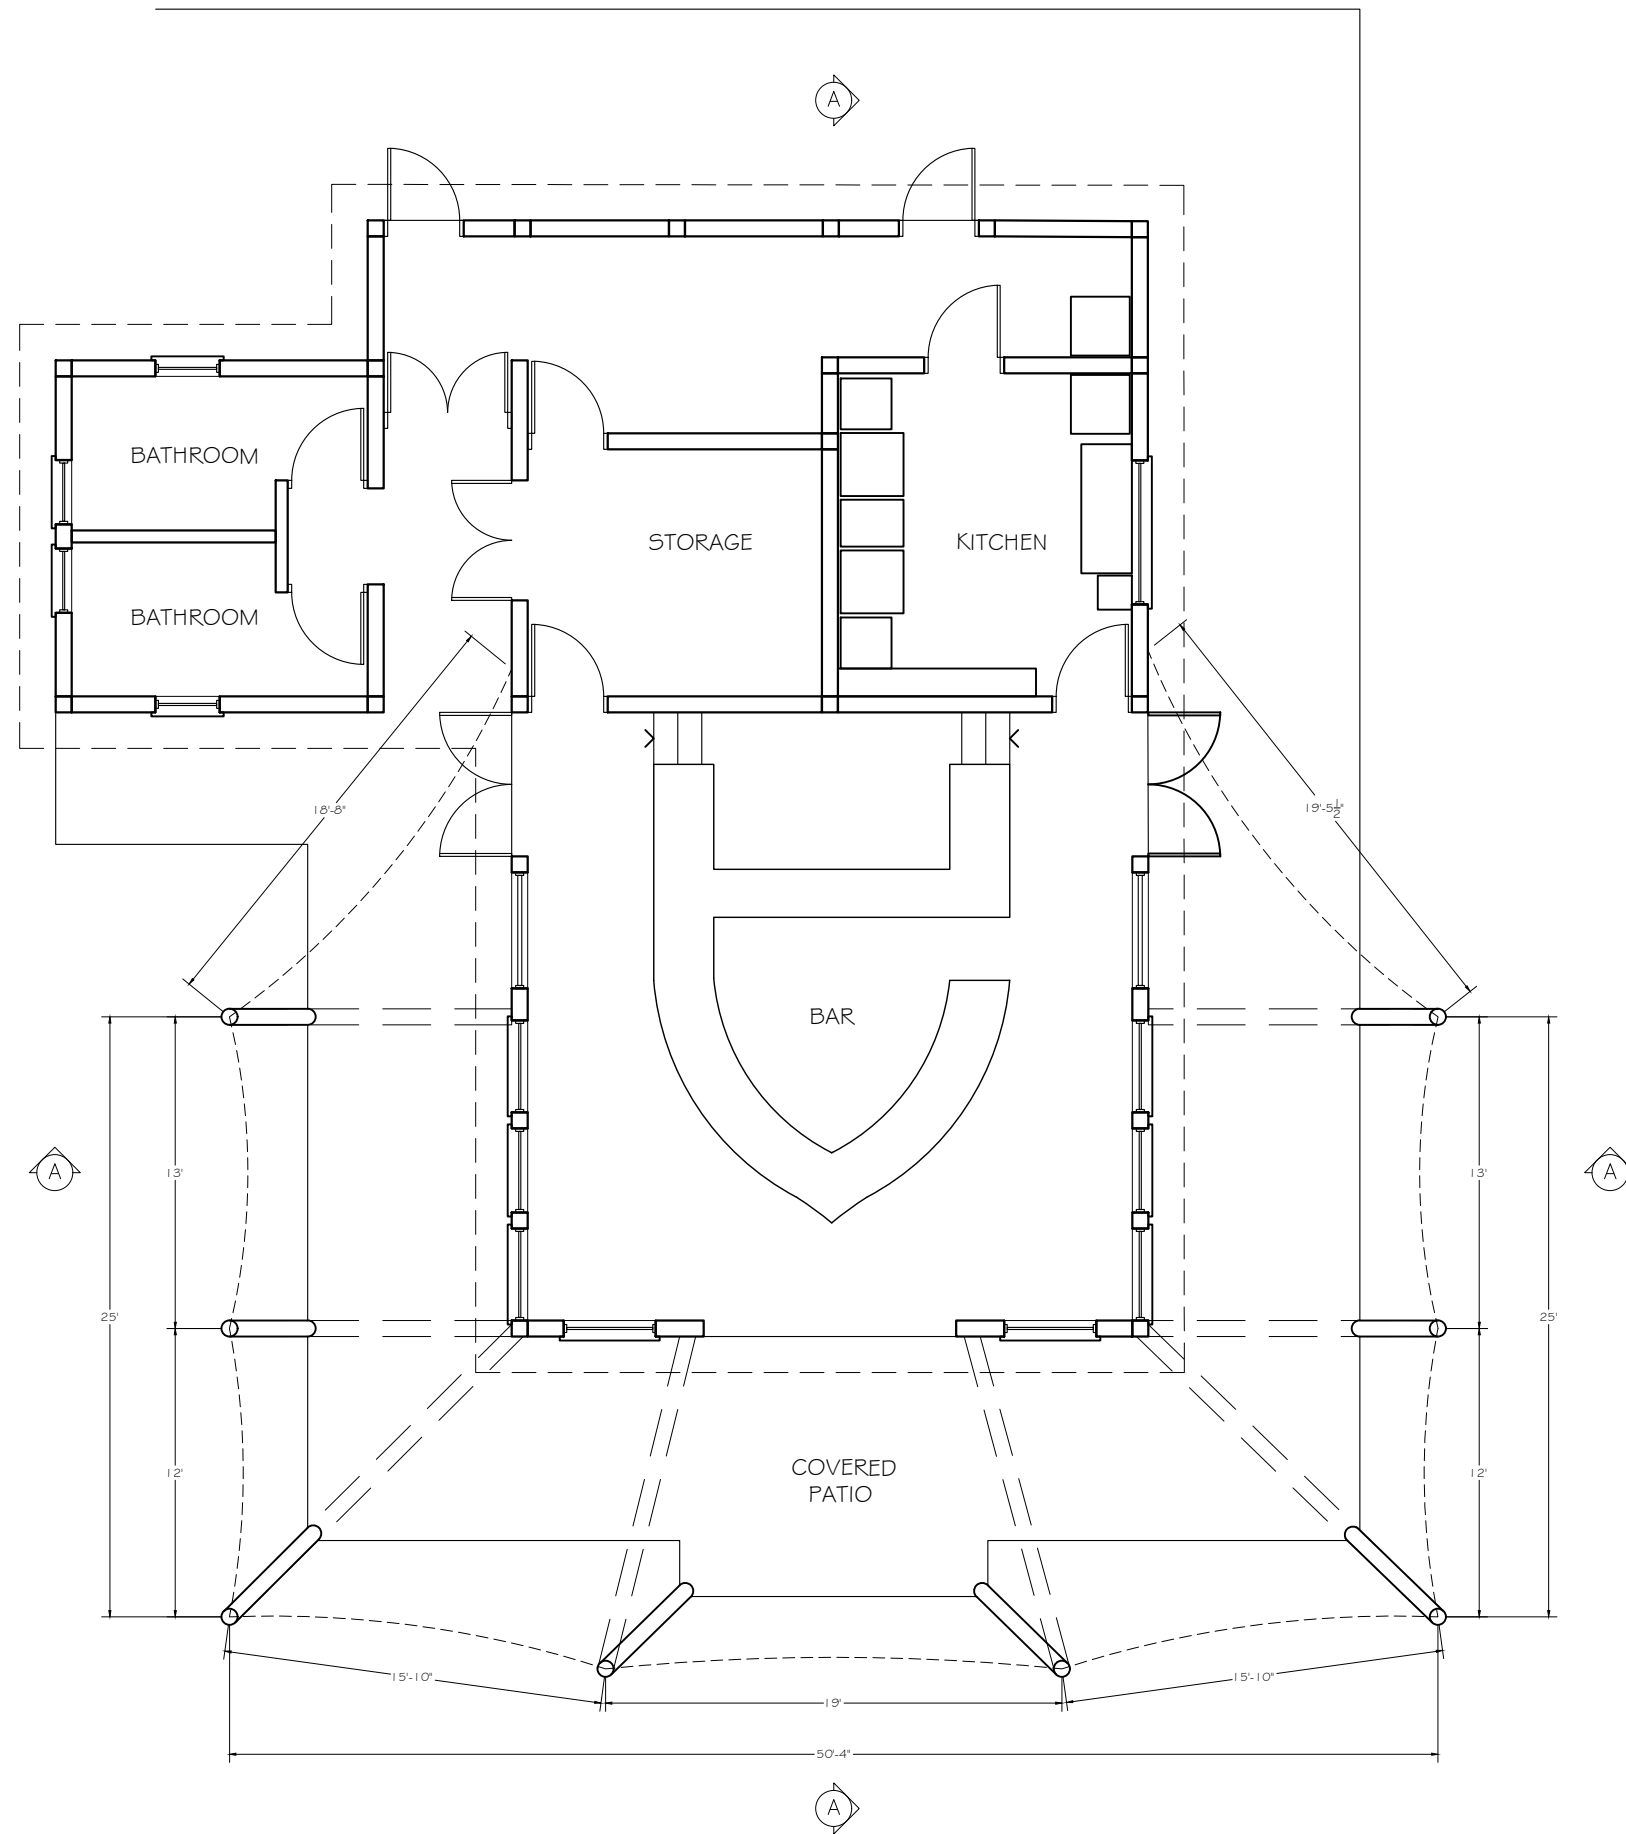 A
BATHROOM
STORAGE
KITCHEN
BATHROOM
18'-8"
19'-5½"
BAR
A
13'
13'
A
25'
25'
COVERED
PATIO
12'
12'
15'-10"
15'-10"
19'
50'-4"
A